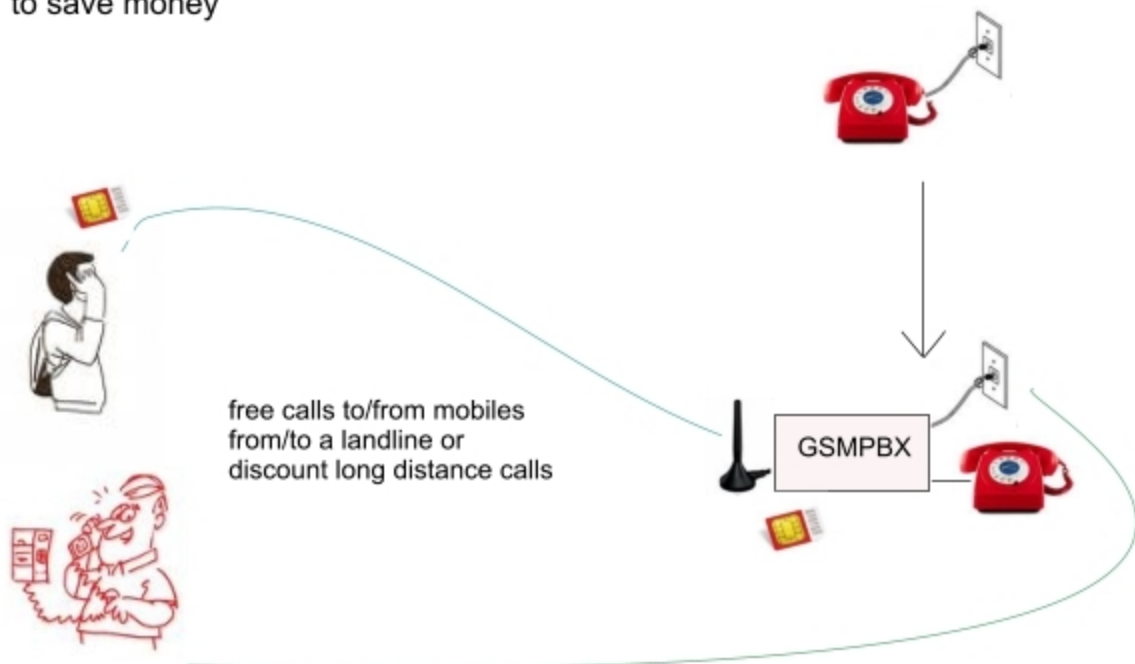 to save money
free calls to/from mobiles
from/to a landline or
discount long distance calls
GSMPBX